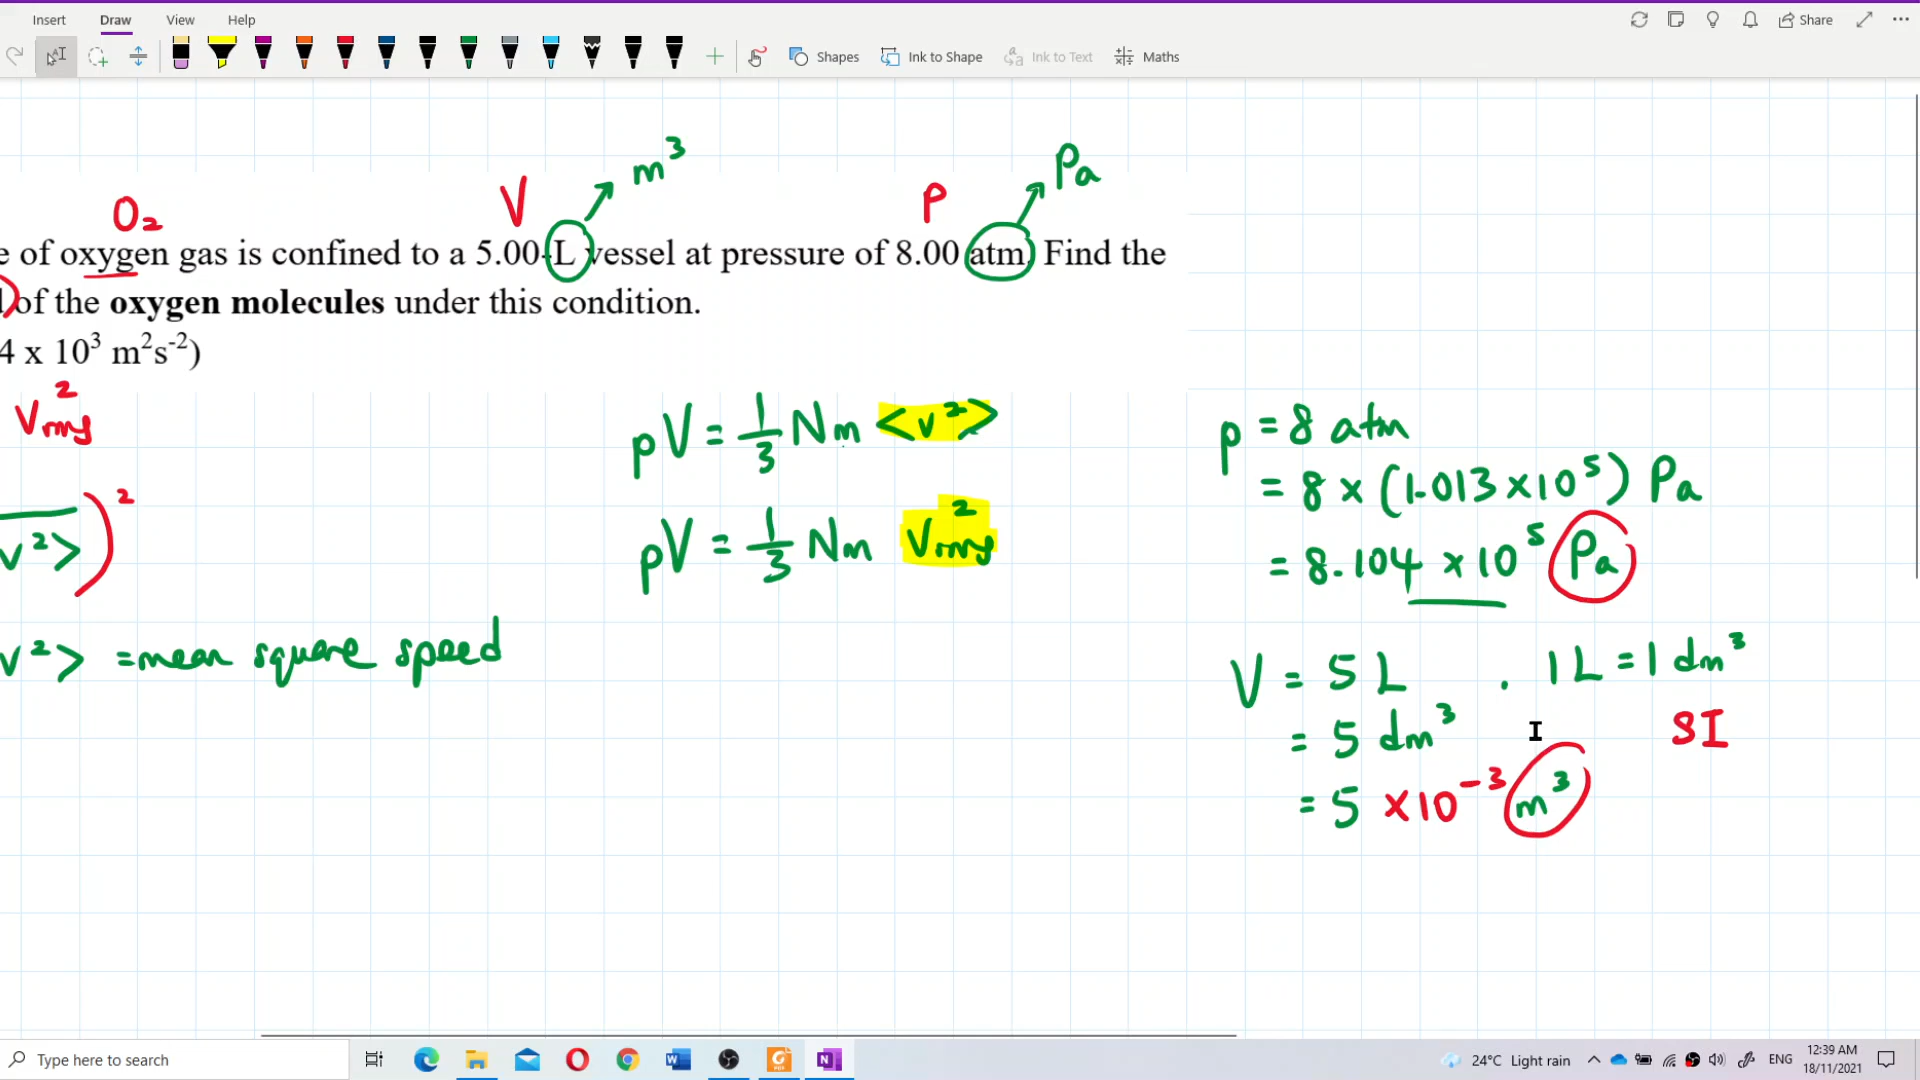 Insert Draw View Help Share
Shapes Ink to Shape Ink to Text Maths
m³ Pa
O₂ V P
e of oxygen gas is confined to a 5.00-L vessel at pressure of 8.00 atm. Find the
of the oxygen molecules under this condition.
4 x 10³ m²s⁻²)
Vrms²
pV = 1/3 Nm <v²>
p = 8 atm
= 8 × (1.013 × 10⁵) Pa
v²>)²
pV = 1/3 Nm Vrms²
= 8.104 × 10⁵ Pa
v²> = mean square speed
V = 5 L . 1 L = 1 dm³
= 5 dm³ SI
= 5 × 10⁻³ m³
Type here to search
24°C Light rain ENG 12:39 AM
18/11/2021